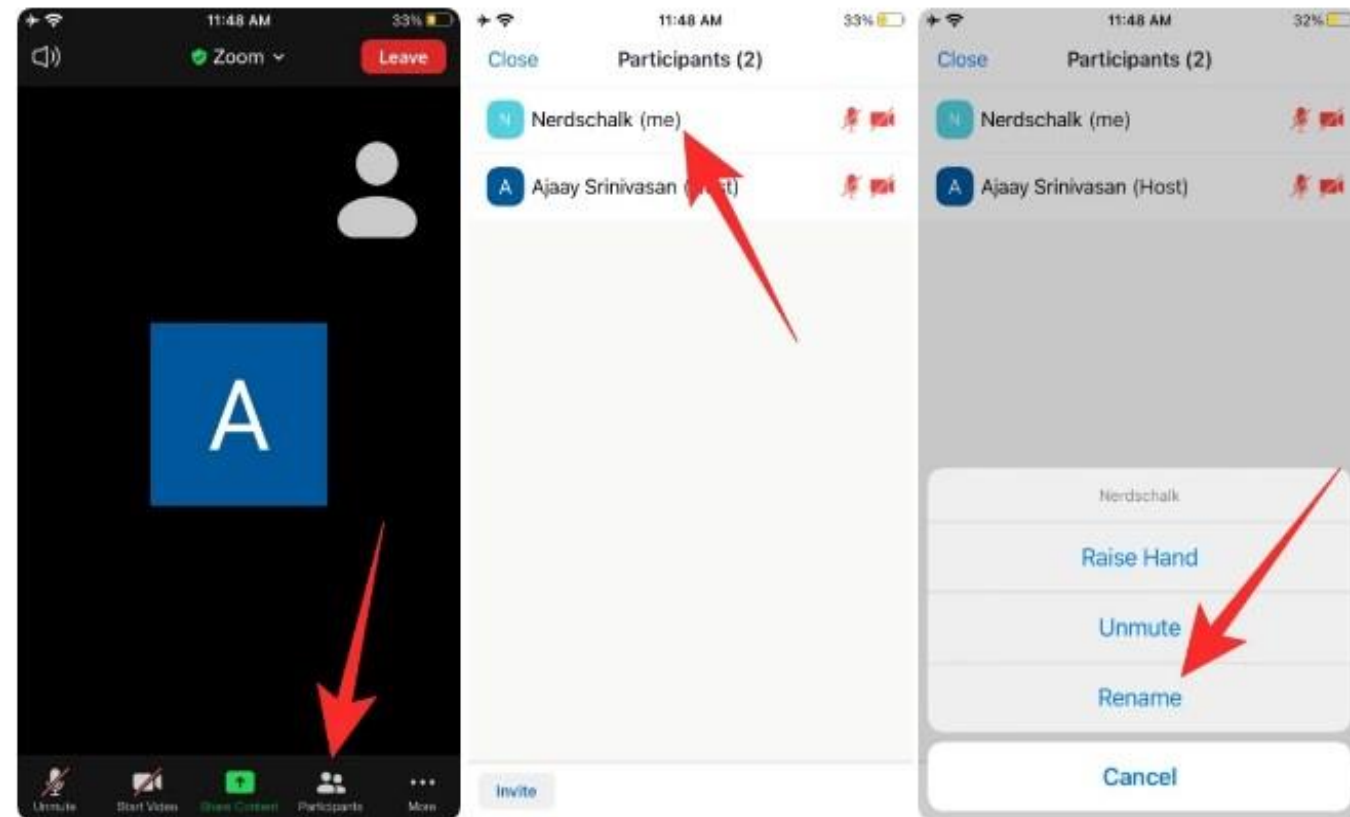 11:48 AM 33%
Zoom
Leave
A
Unmute
Start Video
Share Content
Participants
More
11:48 AM 33%
Close Participants (2)
N Nerdschalk (me)
A Ajaay Srinivasan
Invite
11:48 AM 32%
Close Participants (2)
N Nerdschalk (me)
A Ajaay Srinivasan (Host)
Nerdschalk
Raise Hand
Unmute
Rename
Cancel